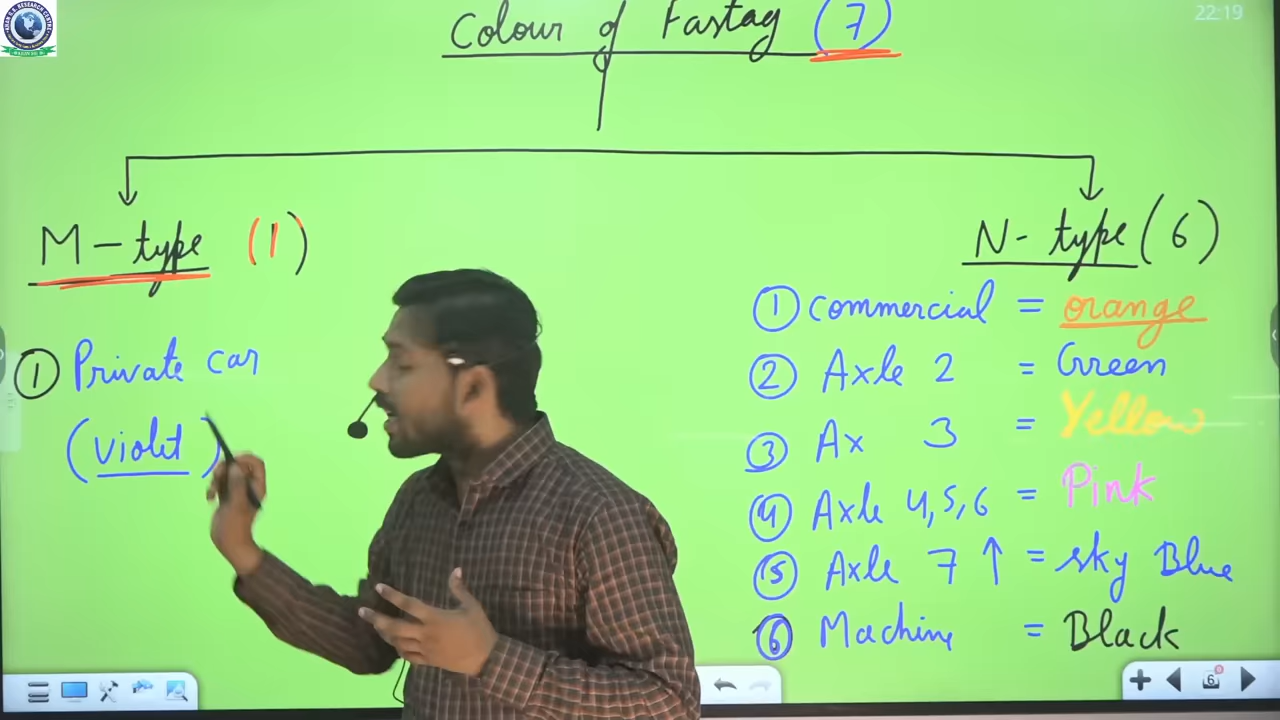 22:19
Colour of Fastag (7)
M-type (1)
① Private car
(violet)
N-type (6)
① Commercial = orange
② Axle 2 = Green
③ Ax 3 = Yellow
④ Axle 4,5,6 = Pink
⑤ Axle 7 ↑ = sky Blue
⑥ Machine = Black
6